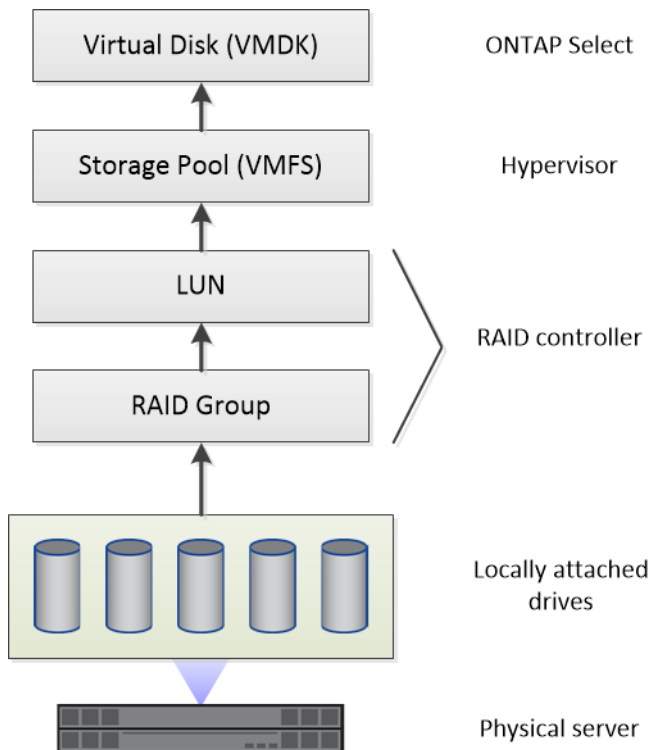 Virtual Disk (VMDK)
ONTAP Select
Storage Pool (VMFS)
Hypervisor
LUN
RAID controller
RAID Group
Locally attached
drives
Physical server